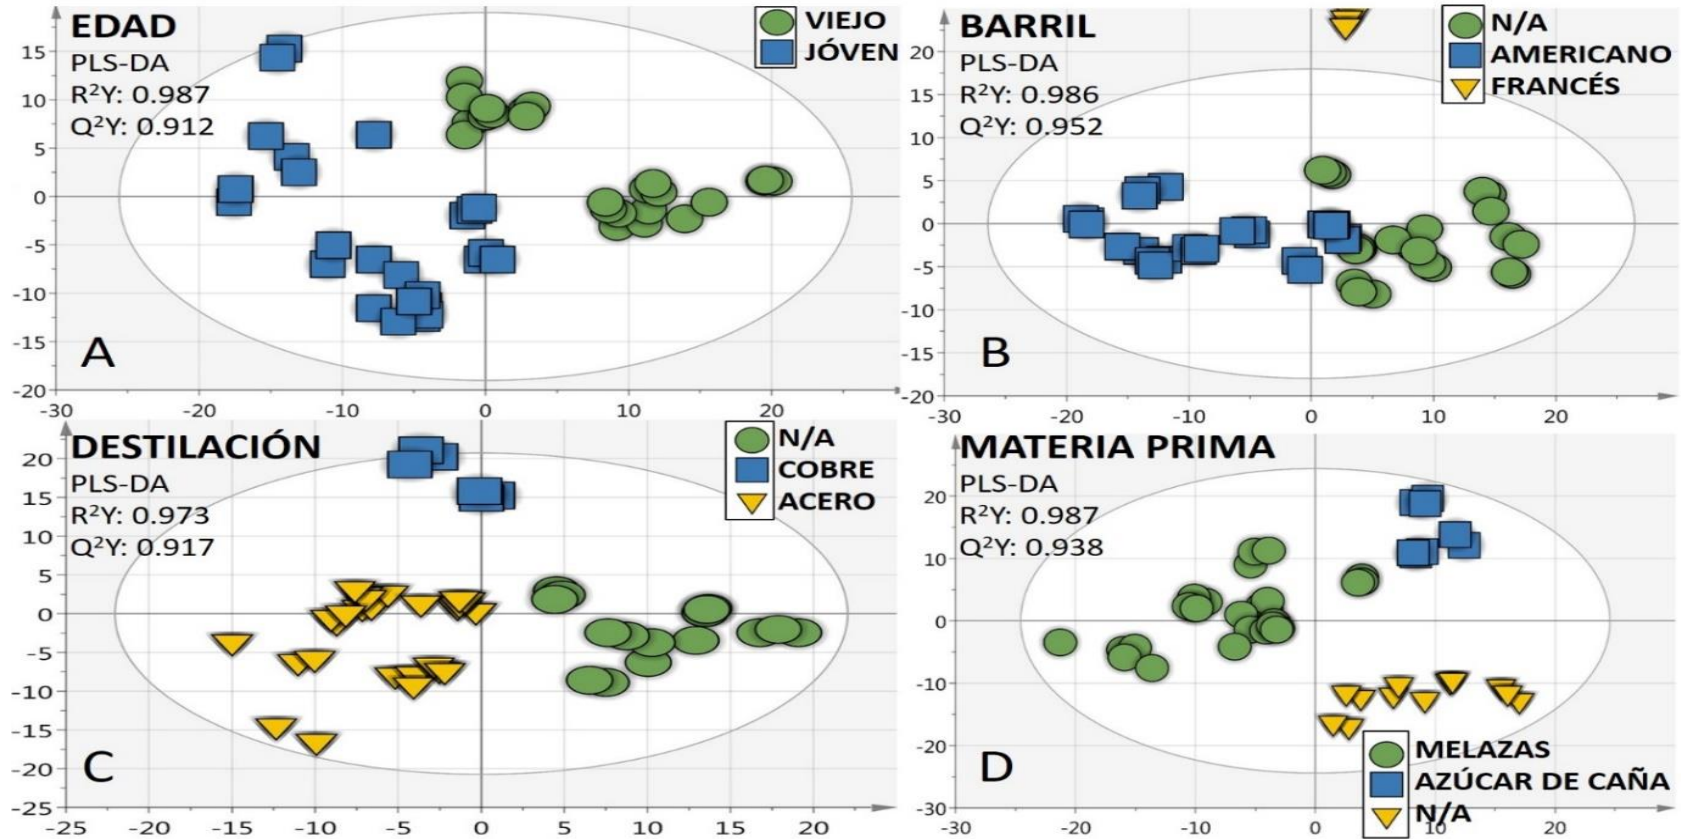 EDAD
PLS-DA
R²Y: 0.987
Q²Y: 0.912
VIEJO
JÓVEN
15
10
5
0
-5
-10
-15
-20
-30
-20
-10
0
10
20
A
BARRIL
PLS-DA
R²Y: 0.986
Q²Y: 0.952
N/A
AMERICANO
FRANCÉS
20
15
10
5
0
-5
-10
-15
-20
-30
-20
-10
0
10
20
B
DESTILACIÓN
PLS-DA
R²Y: 0.973
Q²Y: 0.917
N/A
COBRE
ACERO
20
15
10
5
0
-5
-10
-15
-20
-25
-25
-20
-15
-10
-5
0
5
10
15
20
C
MATERIA PRIMA
PLS-DA
R²Y: 0.987
Q²Y: 0.938
20
10
0
-10
-20
-30
-30
-20
-10
0
10
20
D
MELAZAS
AZÚCAR DE CAÑA
N/A